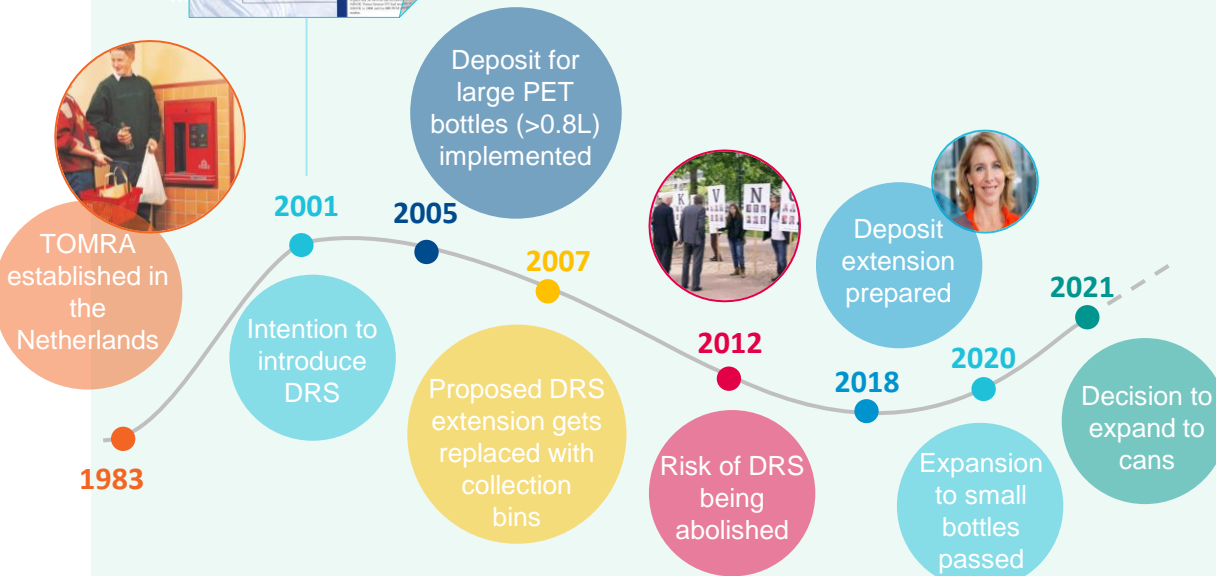 TOMRA
established in
the
Netherlands
1983
2001
Intention to
introduce
DRS
2005
Deposit for
large PET
bottles (>0.8L)
implemented
2007
Proposed DRS
extension gets
replaced with
collection
bins
K V N
2012
Risk of DRS
being
abolished
2018
Deposit
extension
prepared
2020
Expansion
to small
bottles
passed
2021
Decision to
expand to
cans